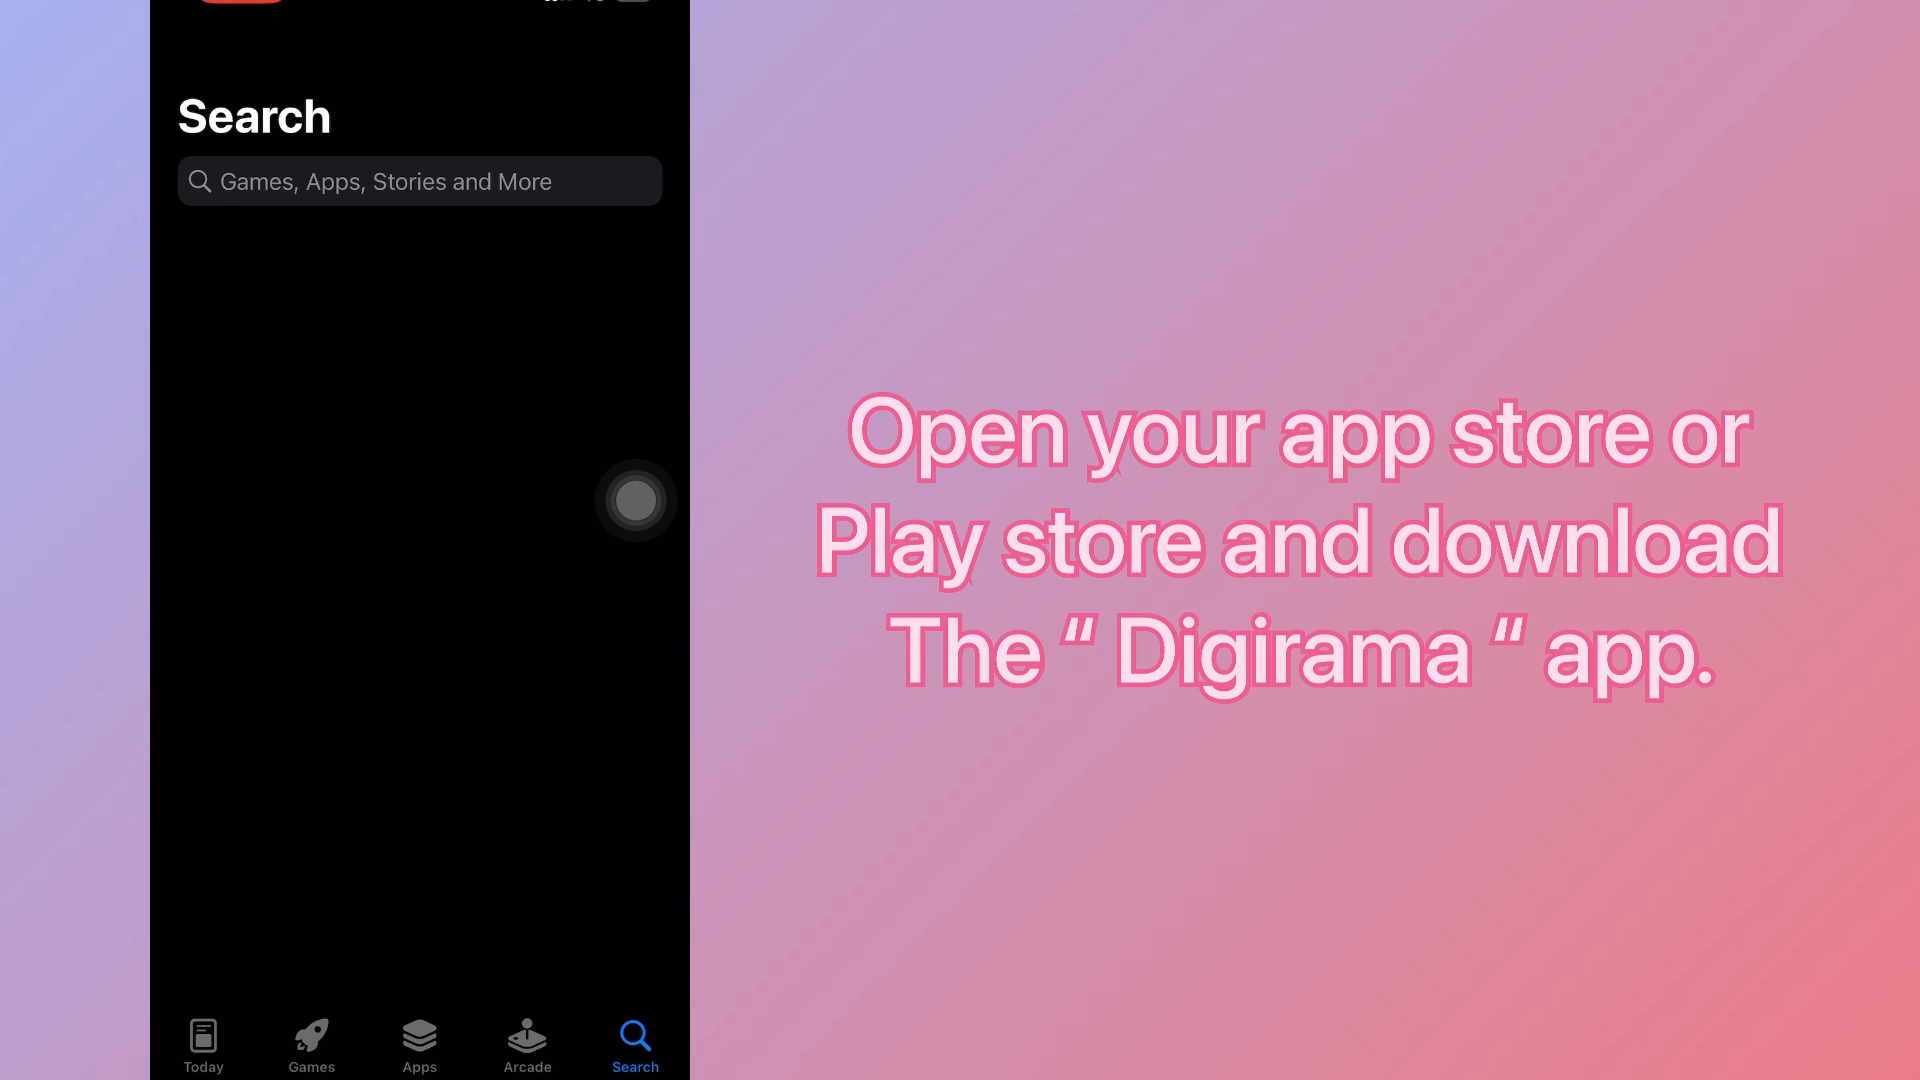 Search
Games, Apps, Stories and More
Open your app store or
Play store and download
The “ Digirama “ app.
Today
Games
Apps
Arcade
Search